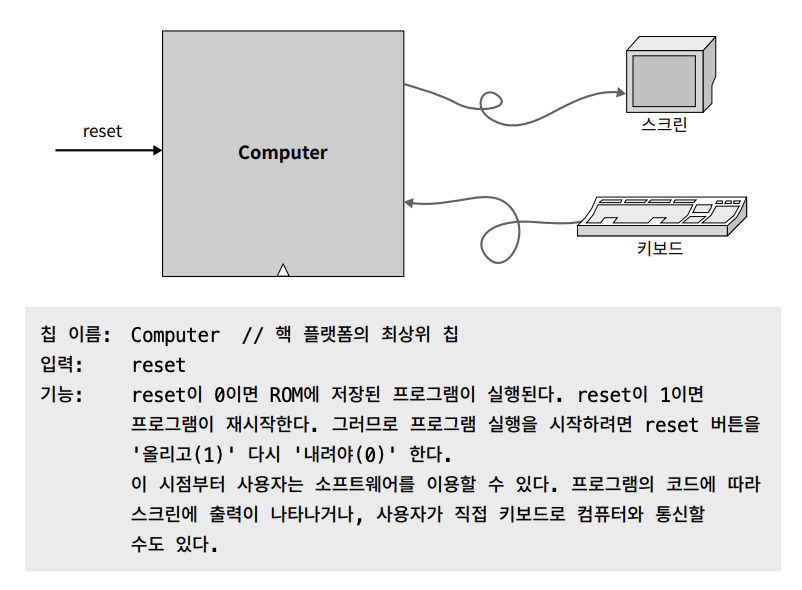 reset
Computer
스크린
키보드
칩 이름: Computer // 핵 플랫폼의 최상위 칩
입력: reset
기능: reset이 0이면 ROM에 저장된 프로그램이 실행된다. reset이 1이면
프로그램이 재시작한다. 그러므로 프로그램 실행을 시작하려면 reset 버튼을
'올리고(1)' 다시 '내려야(0)' 한다.
이 시점부터 사용자는 소프트웨어를 이용할 수 있다. 프로그램의 코드에 따라
스크린에 출력이 나타나거나, 사용자가 직접 키보드로 컴퓨터와 통신할
수도 있다.